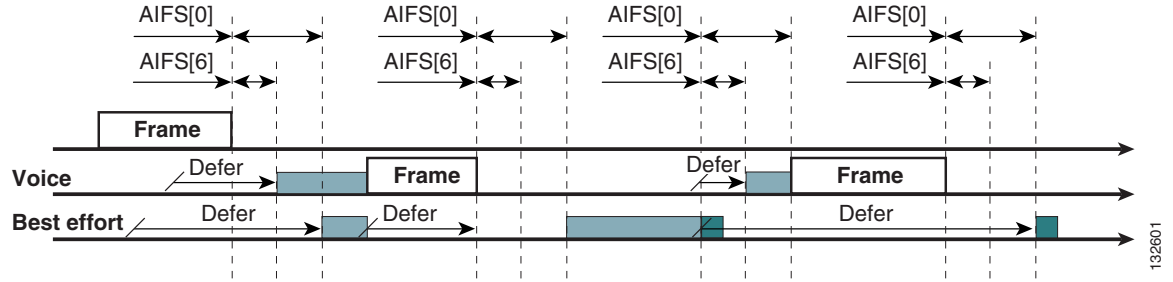 AIFS[0] AIFS[0] AIFS[0] AIFS[0]
AIFS[6] AIFS[6] AIFS[6] AIFS[6]
Frame
Voice Defer Frame Defer Frame
Best effort Defer Defer Defer
132601